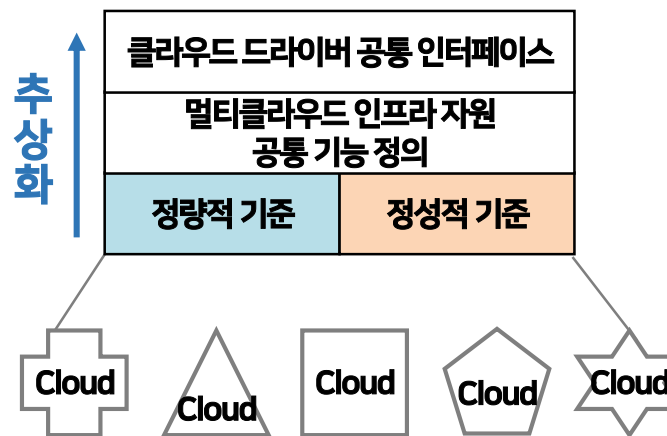 추상화
클라우드 드라이버 공통 인터페이스
멀티클라우드 인프라 자원
공통 기능 정의
정량적 기준
정성적 기준
Cloud
Cloud
Cloud
Cloud
Cloud